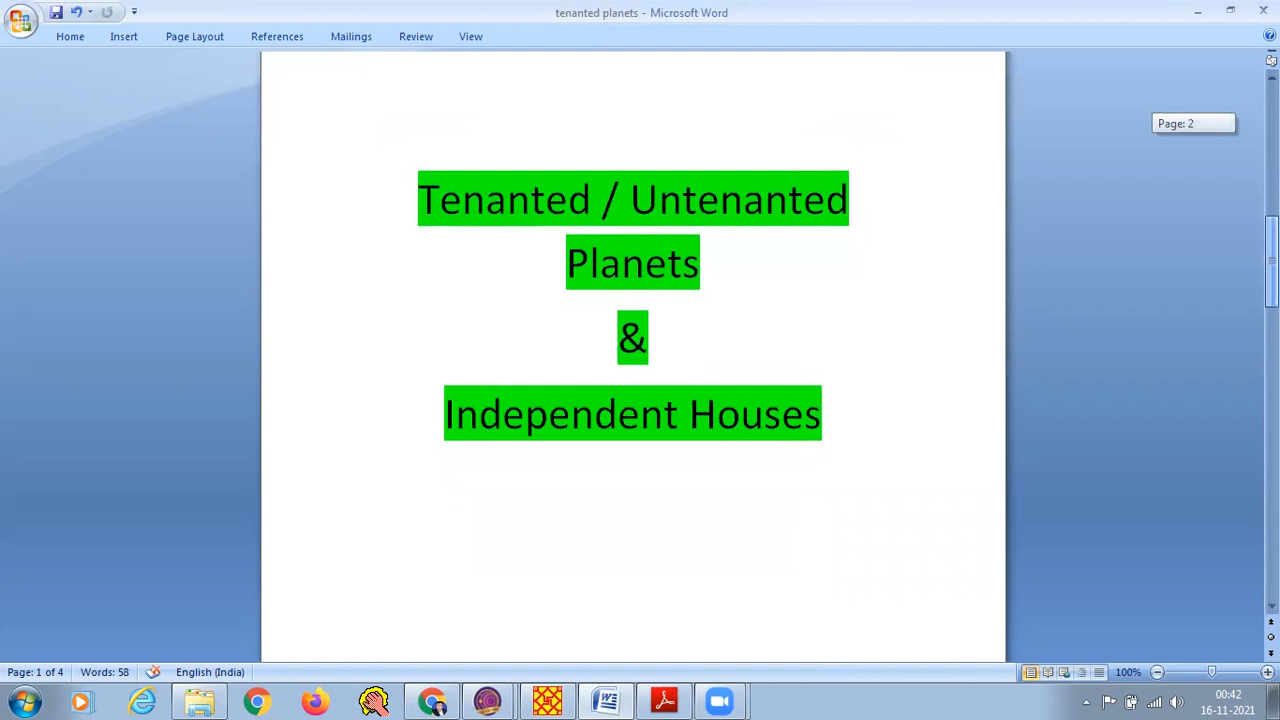 tenanted planets - Microsoft Word
Home Insert Page Layout References Mailings Review View
Page: 2
Tenanted / Untenanted
Planets
&
Independent Houses
Page: 1 of 4 Words: 58 English (India) 100%
00:42
16-11-2021